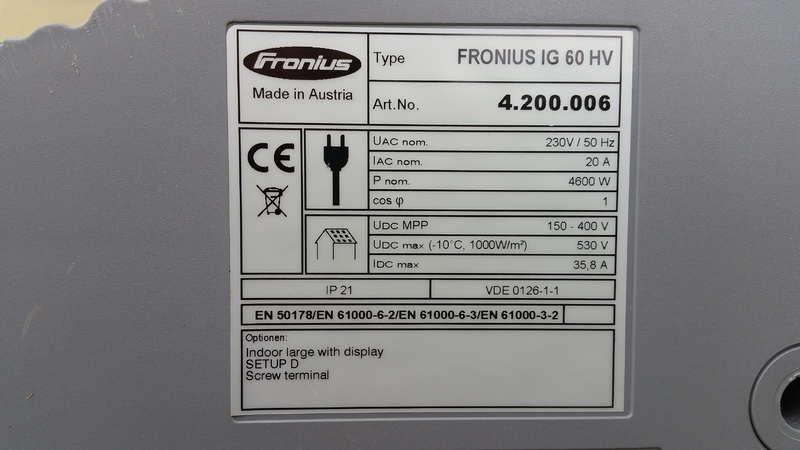 Fronius
Made in Austria
Type FRONIUS IG 60 HV
Art.No. 4.200.006
CE
UAC nom. 230V / 50 Hz
IAC nom. 20 A
P nom. 4600 W
cos φ 1
UDC MPP 150 - 400 V
UDC max (-10°C, 1000W/m²) 530 V
IDC max 35,8 A
IP 21 VDE 0126-1-1
EN 50178/EN 61000-6-2/EN 61000-6-3/EN 61000-3-2
Optionen:
Indoor large with display
SETUP D
Screw terminal